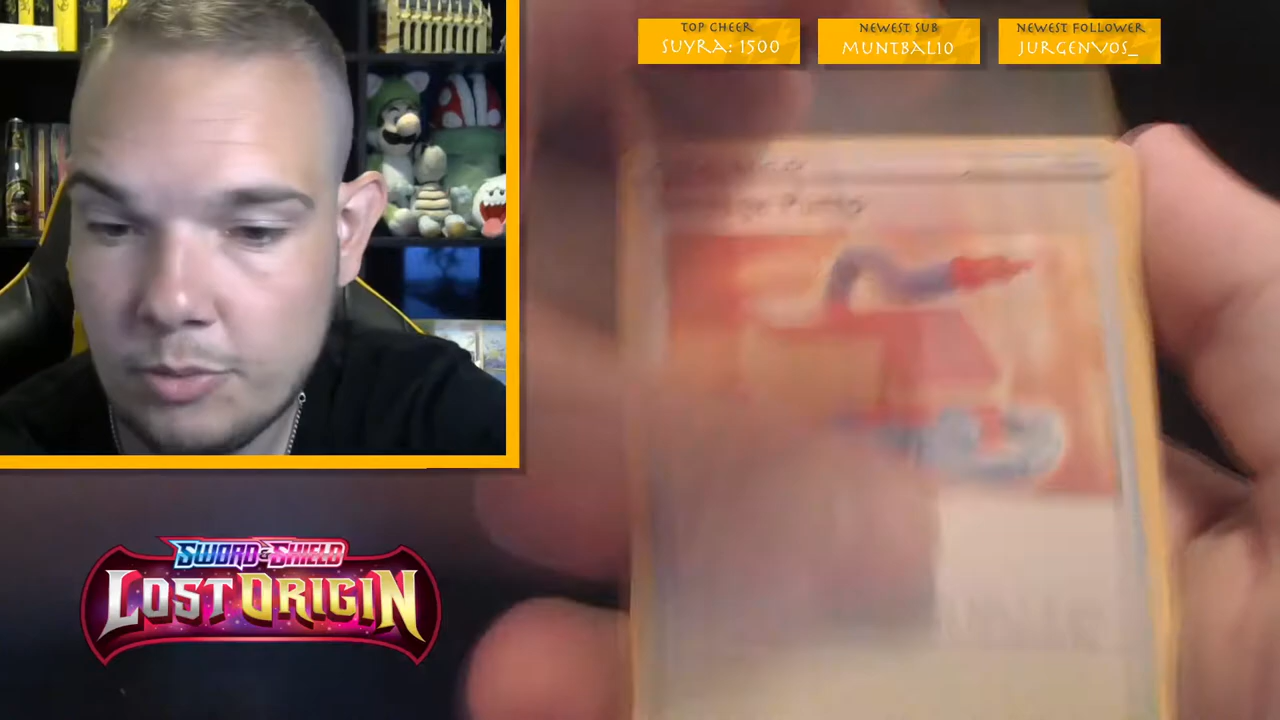 TOP CHEER
SUYRA: 1500
NEWEST SUB
MUNTBAL10
NEWEST FOLLOWER
JURGENVOS_
SWORD & SHIELD
LOST ORIGIN